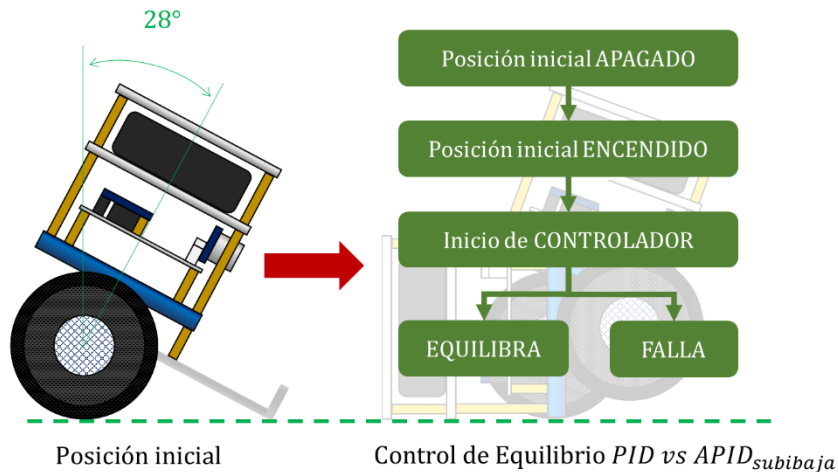 28°
Posición inicial APAGADO
Posición inicial ENCENDIDO
Inicio de CONTROLADOR
EQUILIBRA
FALLA
Posición inicial
Control de Equilibrio PID vs APID_subibaja